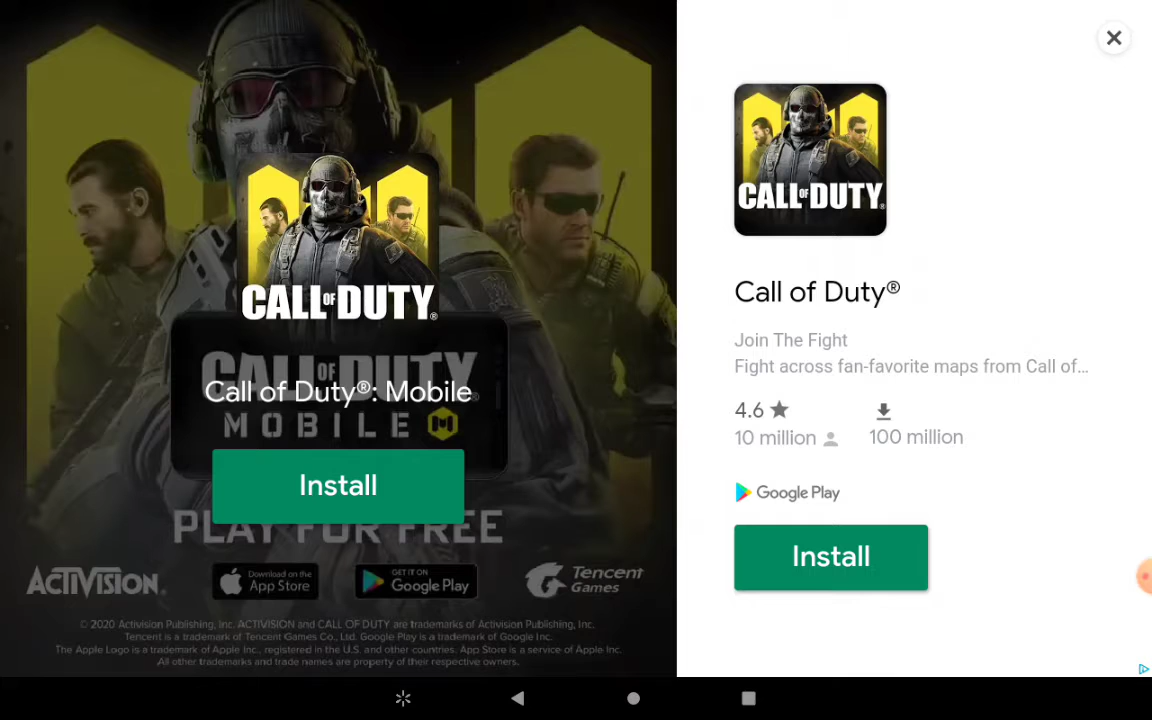 CALL OF DUTY®
CALL OF DUTY®
MOBILE
Call of Duty®: Mobile
Install
PLAY FOR FREE
ACTIVISION.
Download on the
App Store
GET IT ON
Google Play
Tencent
Games
© 2020 Activision Publishing, Inc. ACTIVISION and CALL OF DUTY are trademarks of Activision Publishing, Inc.
Tencent is a trademark of Tencent Games Co., Ltd. Google Play is a trademark of Google Inc.
The Apple Logo is a trademark of Apple Inc., registered in the U.S. and other countries. App Store is a service of Apple Inc.
All other trademarks and trade names are property of their respective owners.
CALL OF DUTY®
Call of Duty®
Join The Fight
Fight across fan-favorite maps from Call of...
4.6
10 million
100 million
Google Play
Install